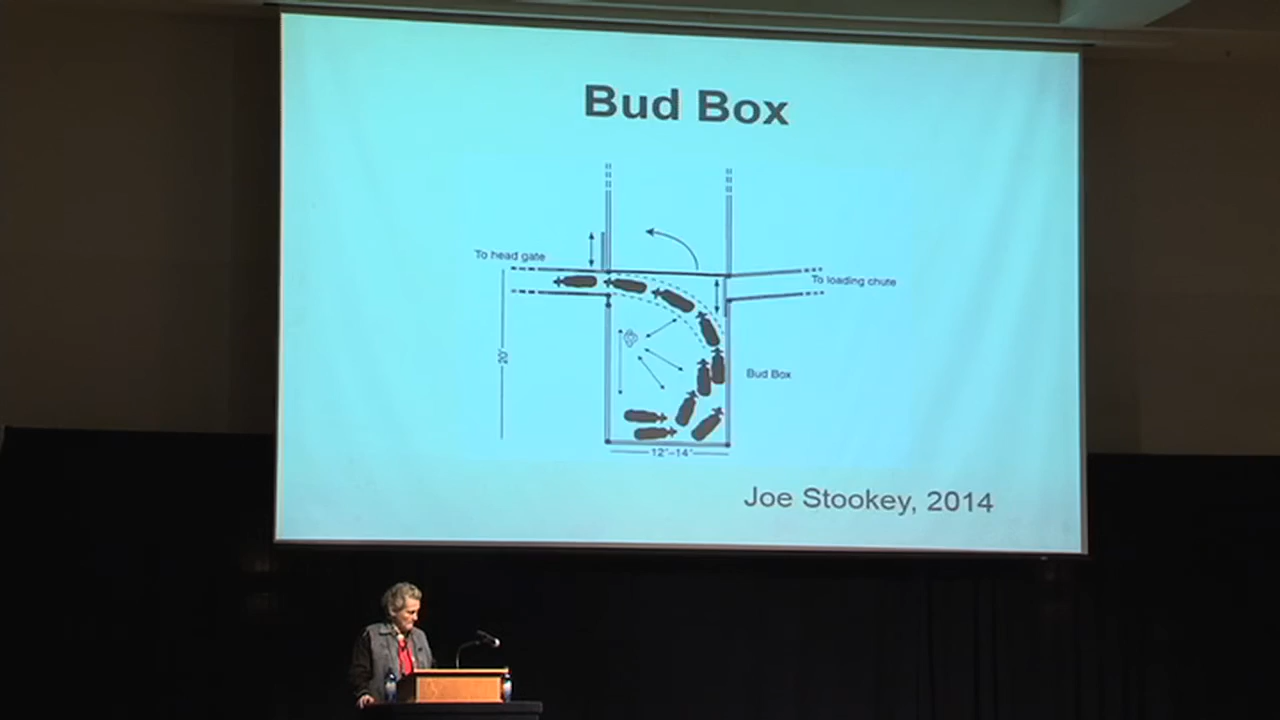 Bud Box
To head gate
To loading chute
20'
Bud Box
12'–14'
Joe Stookey, 2014